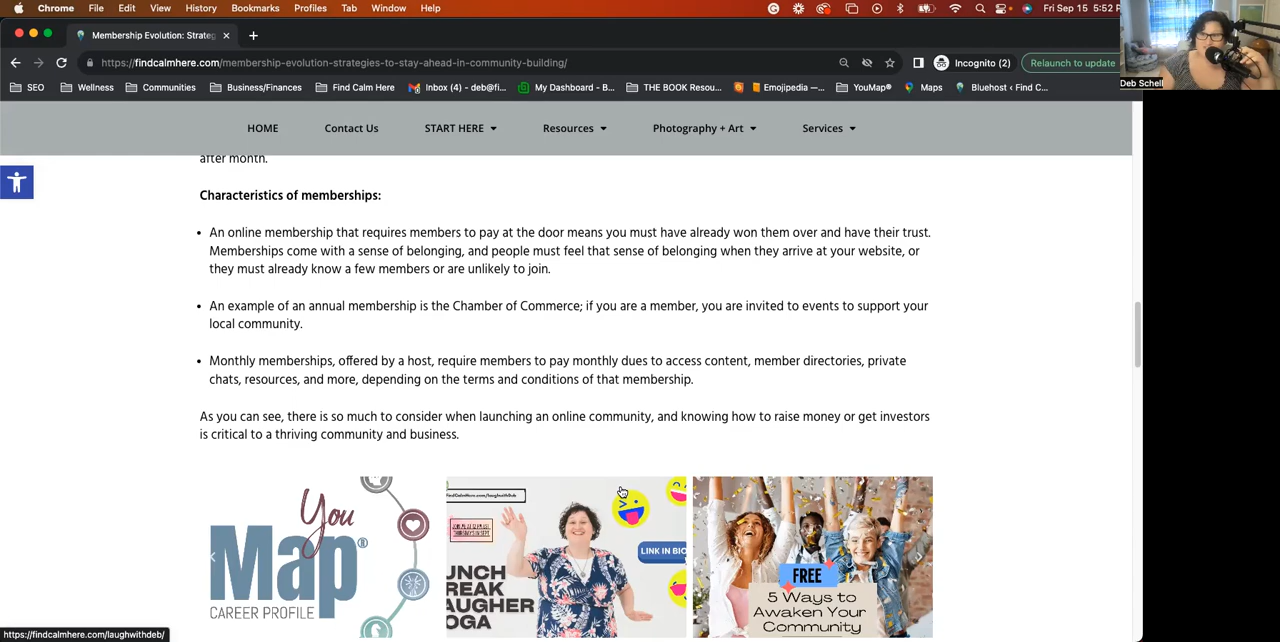 Chrome File Edit View History Bookmarks Profiles Tab Window Help
Fri Sep 15 5:52
Membership Evolution: Strateg
https://findcalmhere.com/membership-evolution-strategies-to-stay-ahead-in-community-building/
Incognito (2)
Relaunch to update
Deb Schell
SEO Wellness Communities Business/Finances Find Calm Here Inbox (4) - deb@fi... My Dashboard - B... THE BOOK Resou... Emojipedia —... YouMap® Maps Bluehost ‹ Find C...
HOME Contact Us START HERE Resources Photography + Art Services
after month.
Characteristics of memberships:
• An online membership that requires members to pay at the door means you must have already won them over and have their trust.
Memberships come with a sense of belonging, and people must feel that sense of belonging when they arrive at your website, or
they must already know a few members or are unlikely to join.
• An example of an annual membership is the Chamber of Commerce; if you are a member, you are invited to events to support your
local community.
• Monthly memberships, offered by a host, require members to pay monthly dues to access content, member directories, private
chats, resources, and more, depending on the terms and conditions of that membership.
As you can see, there is so much to consider when launching an online community, and knowing how to raise money or get investors
is critical to a thriving community and business.
You
Map®
CAREER PROFILE
FindCalmHere.com/laughwithDeb
LINK IN BIO
UNCH
REAK
AUGHER
OGA
FREE
5 Ways to
Awaken Your
Community
https://findcalmhere.com/laughwithdeb/